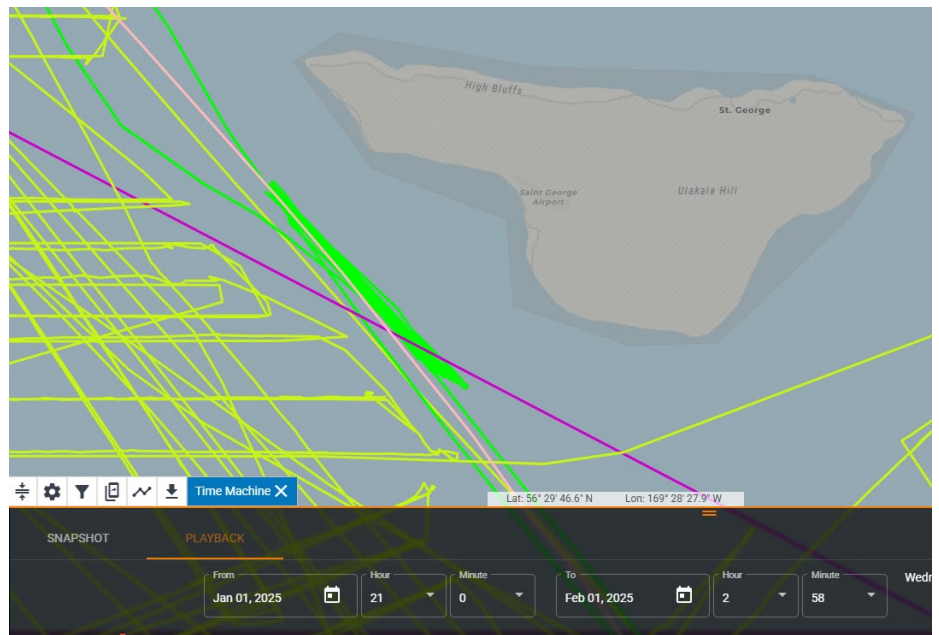 High Bluffs
St. George
Saint George
Airport
Ulakaia Hill
Time Machine
Lat: 56° 29' 46.6" N Lon: 169° 28' 27.9" W
SNAPSHOT PLAYBACK
From Hour Minute To Hour Minute
Jan 01, 2025 21 0 Feb 01, 2025 2 58
Wedn